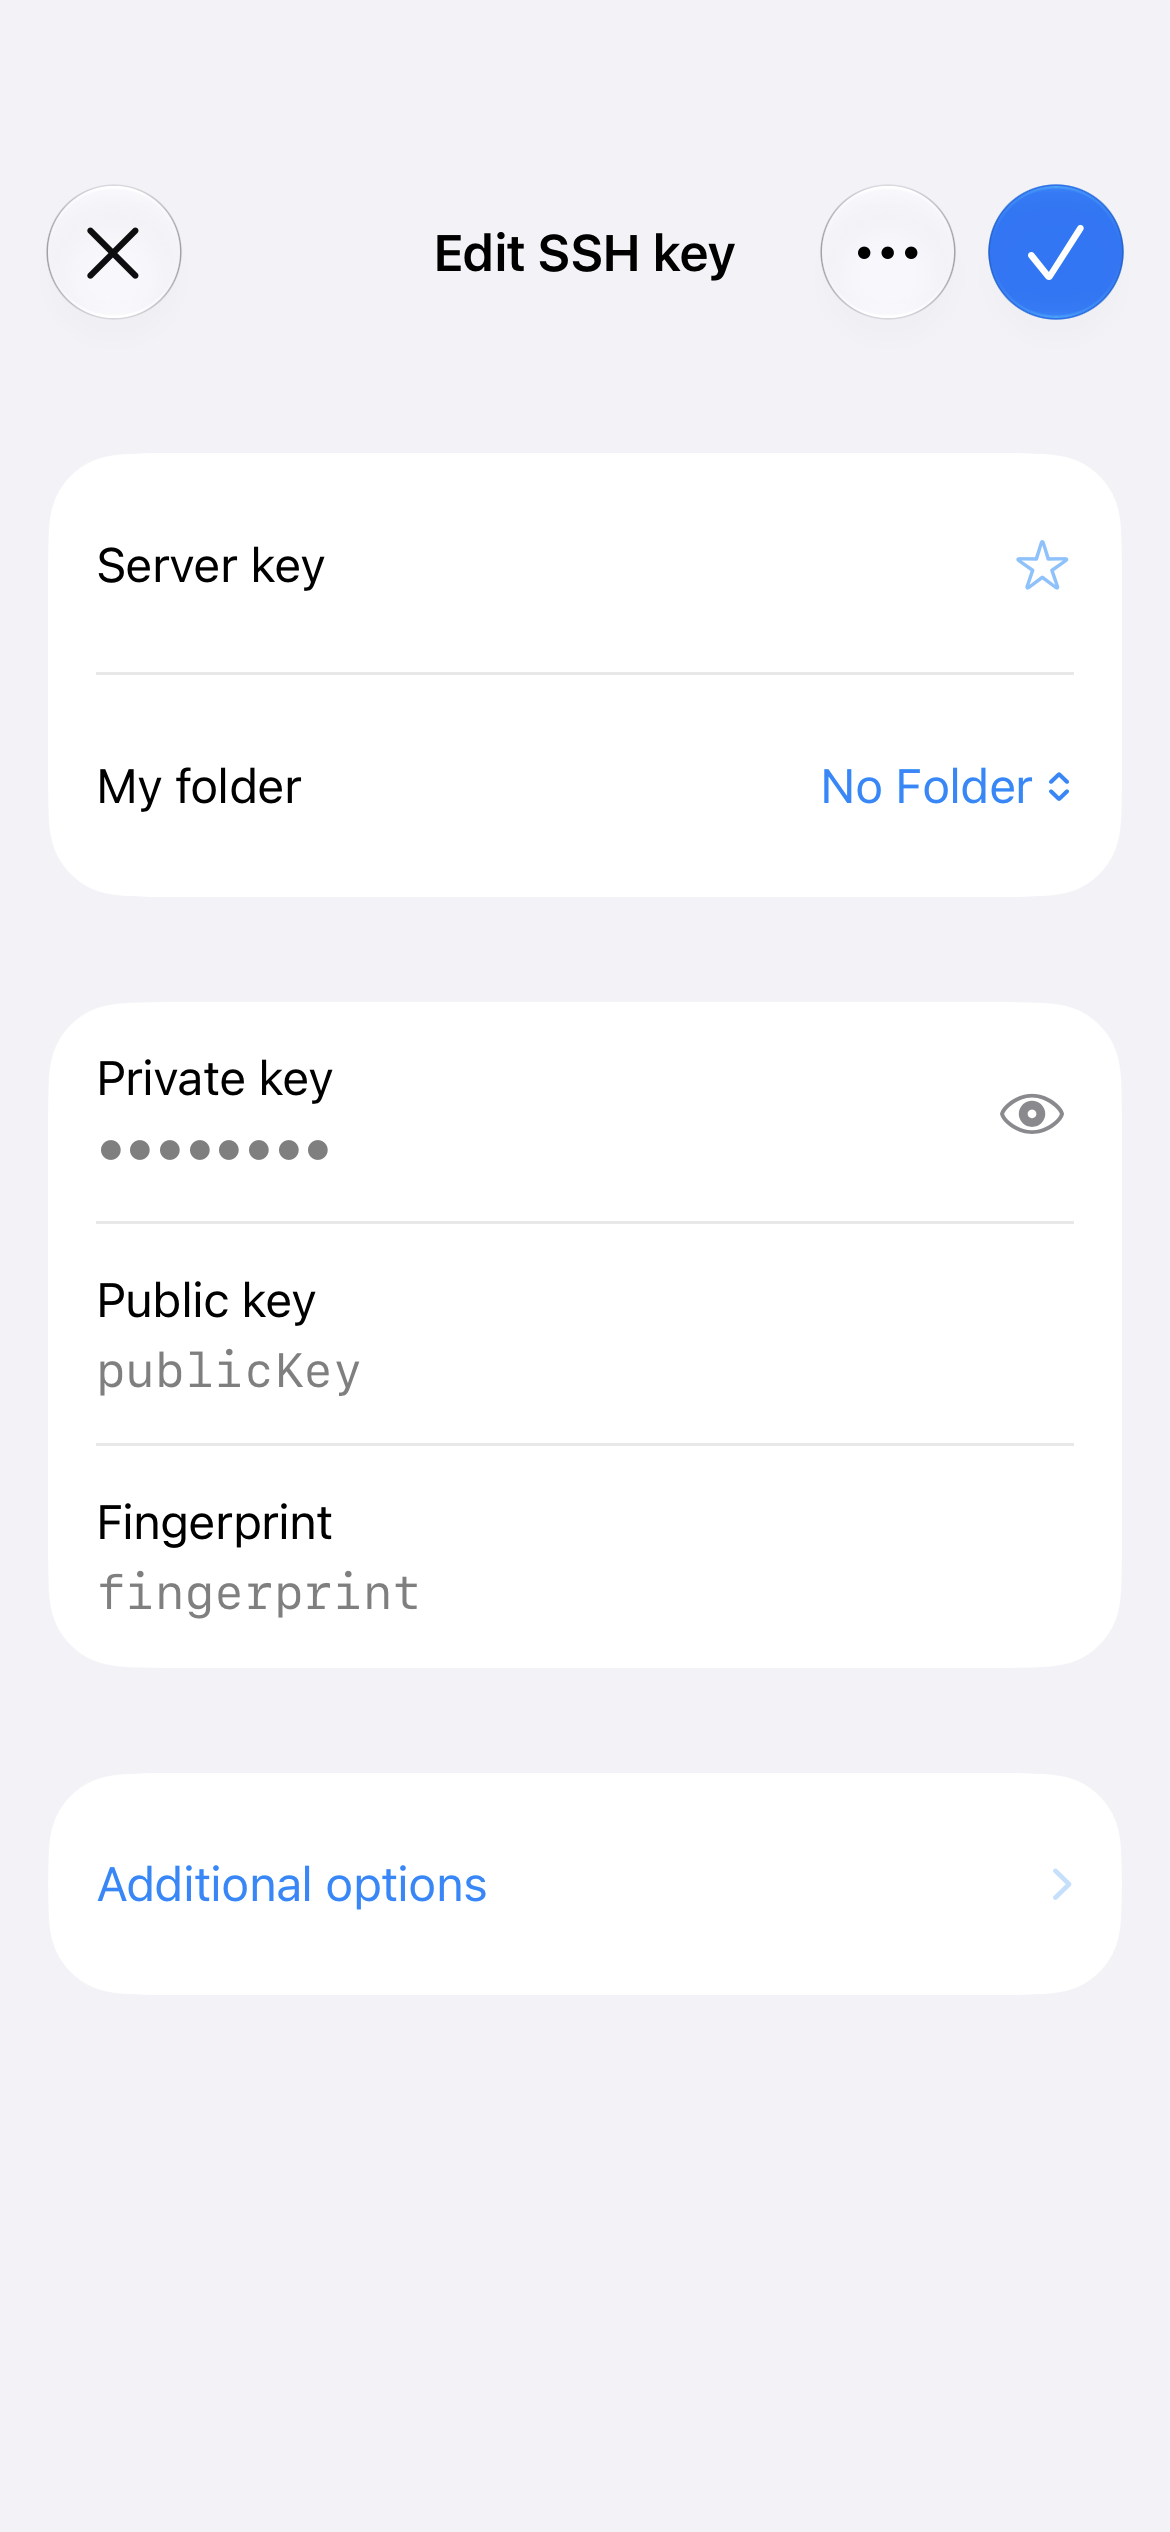 Edit SSH key
Server key
My folder
No Folder
Private key
••••••••
Public key
publicKey
Fingerprint
fingerprint
Additional options